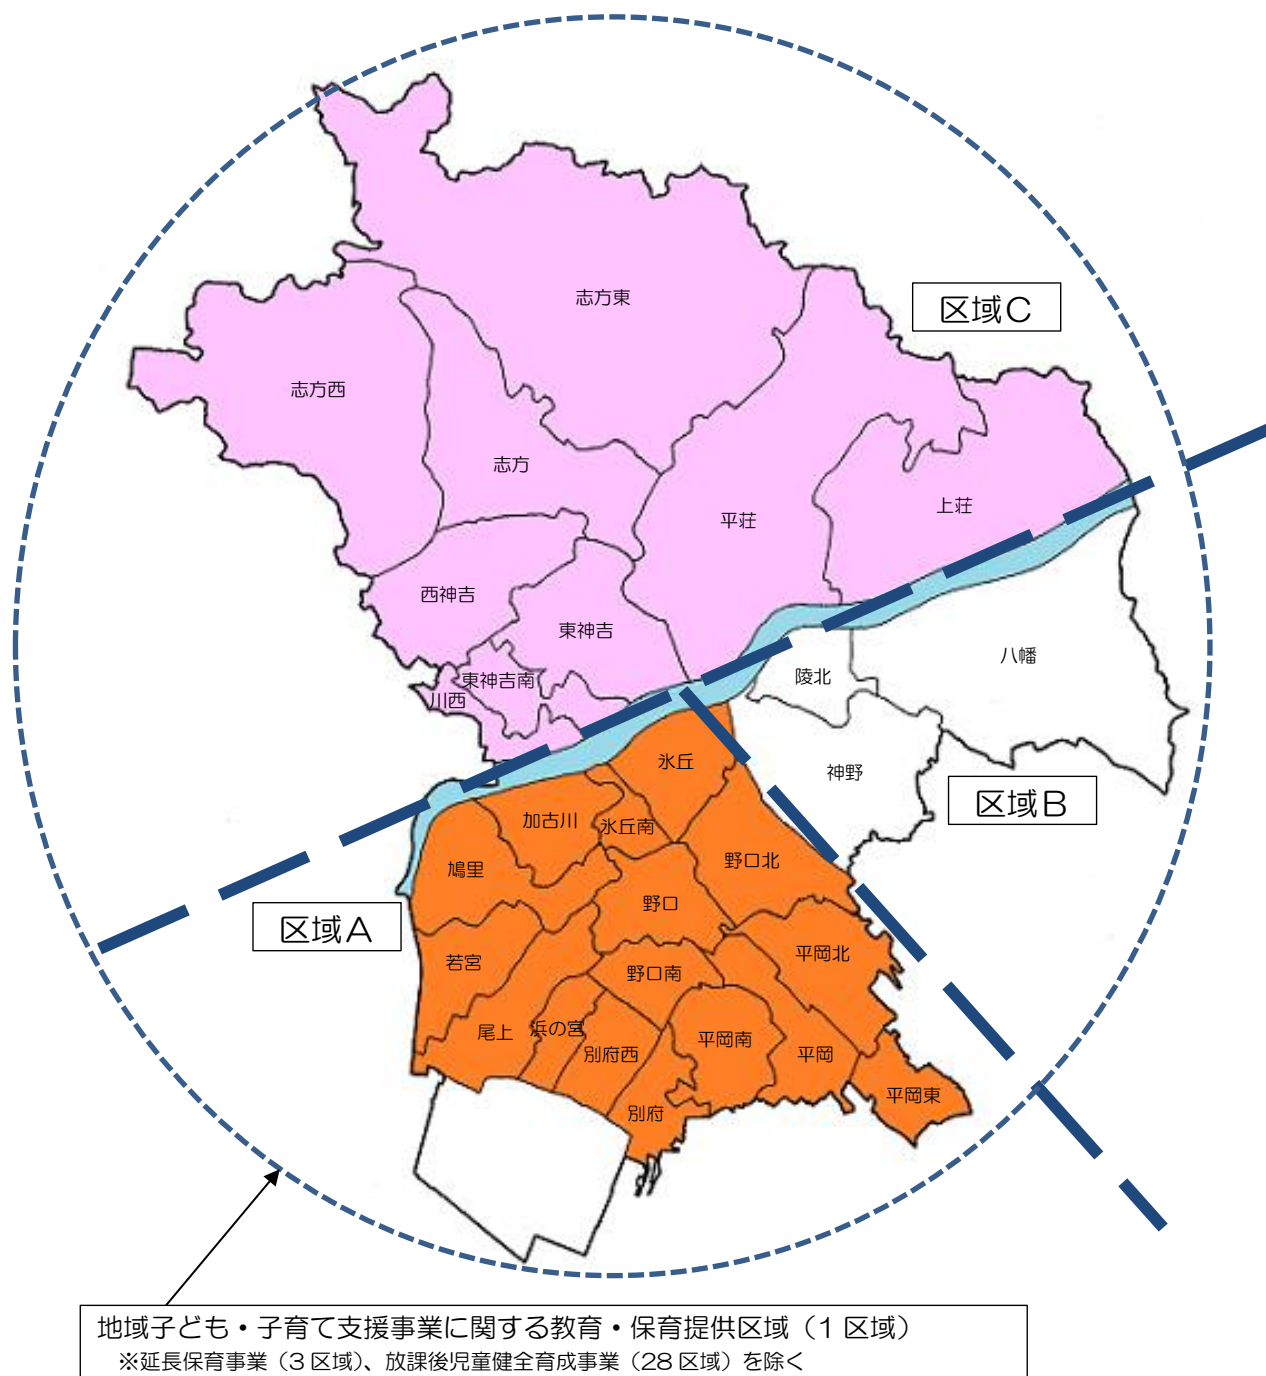 志方東
区域C
志方西
志方
上荘
平荘
西神吉
東神吉
八幡
陵北
東神吉南
川西
氷丘
神野
区域B
加古川
氷丘南
野口北
鳩里
野口
区域A
平岡北
若宮
野口南
尾上
浜の宮
平岡南
別府西
平岡
平岡東
別府
地域子ども・子育て支援事業に関する教育・保育提供区域（1区域）
※延長保育事業（3区域）、放課後児童健全育成事業（28区域）を除く